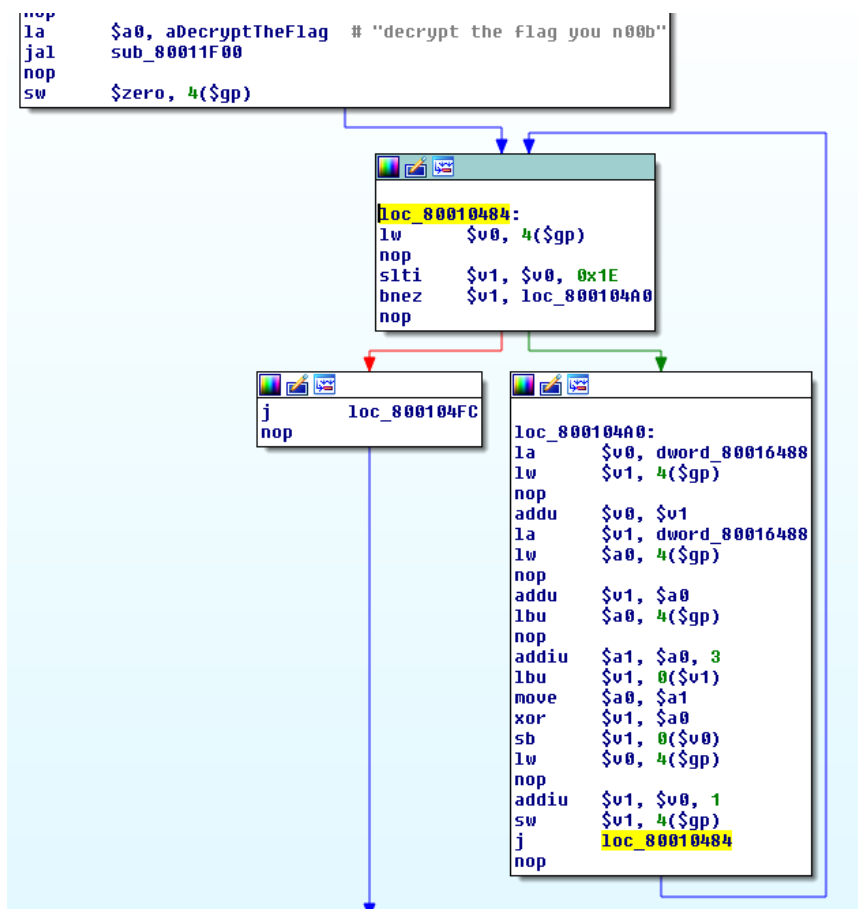 nop
la $a0, aDecryptTheFlag # "decrypt the flag you n00b"
jal sub_80011F00
nop
sw $zero, 4($gp)
loc_80010484:
lw $v0, 4($gp)
nop
slti $v1, $v0, 0x1E
bnez $v1, loc_800104A0
nop
j loc_800104FC
nop
loc_800104A0:
la $v0, dword_80016488
lw $v1, 4($gp)
nop
addu $v0, $v1
la $v1, dword_80016488
lw $a0, 4($gp)
nop
addu $v1, $a0
lbu $a0, 4($gp)
nop
addiu $a1, $a0, 3
lbu $v1, 0($v1)
move $a0, $a1
xor $v1, $a0
sb $v1, 0($v0)
lw $v0, 4($gp)
nop
addiu $v1, $v0, 1
sw $v1, 4($gp)
j loc_80010484
nop